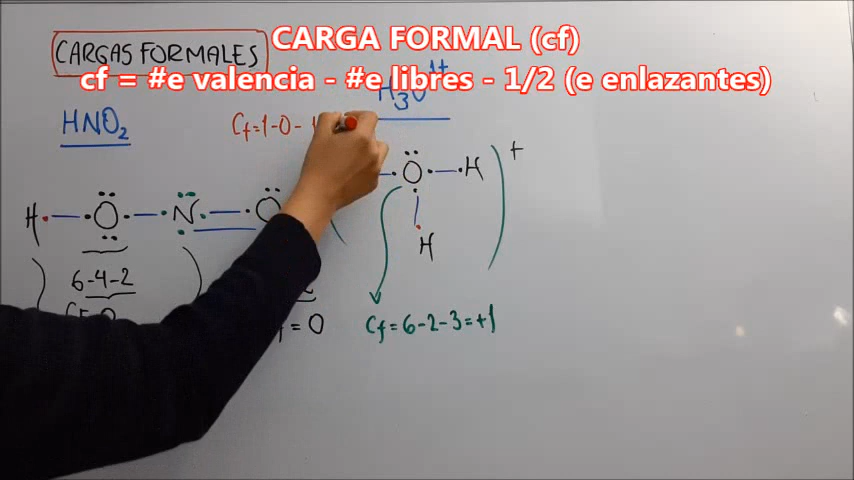 CARGA FORMAL (cf)
cf = #e valencia - #e libres - 1/2 (e enlazantes)
CARGAS FORMALES
HNO₂
Cf=1-0-1
H₃O¹⁺
H — O — N — O
O — H
+
H
6-4-2
= 0
Cf=6-2-3=+1